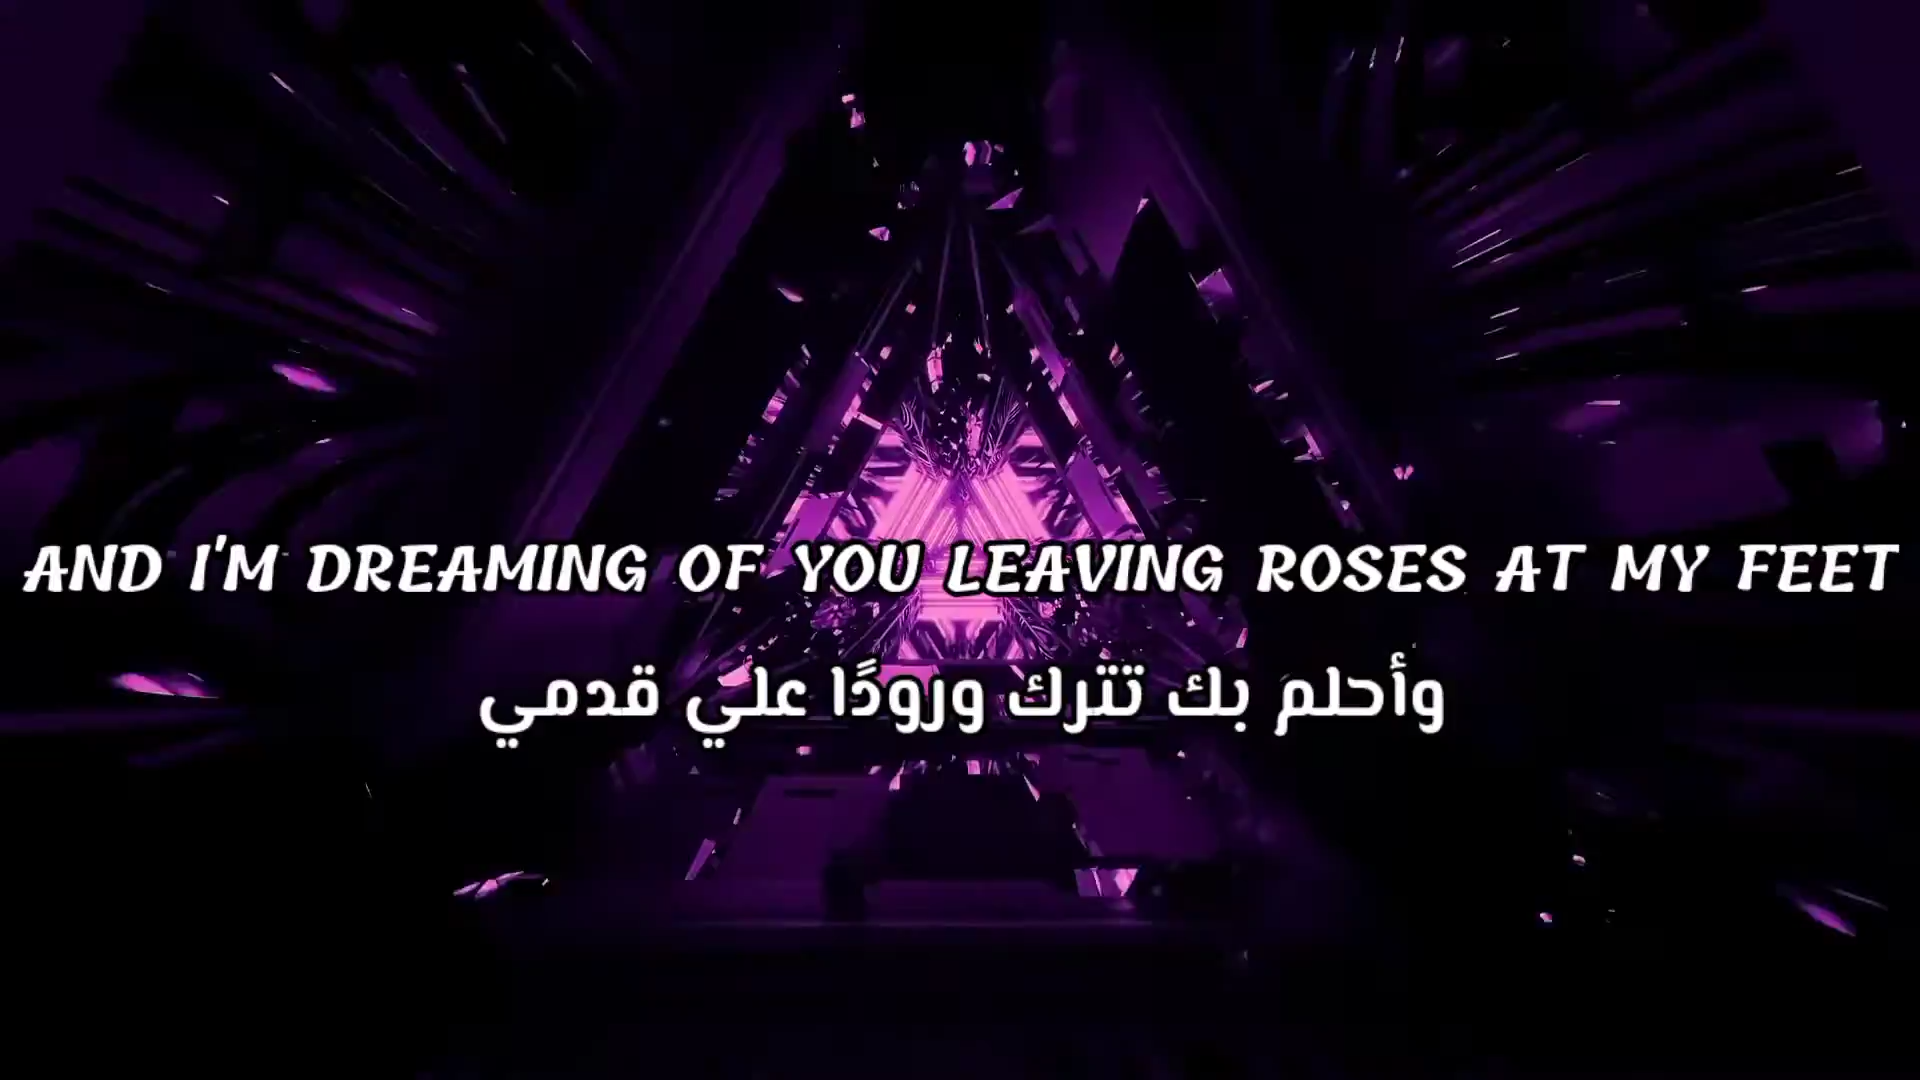 AND I'M DREAMING OF YOU LEAVING ROSES AT MY FEET
وأحلم بك تترك ورودًا علي قدمي